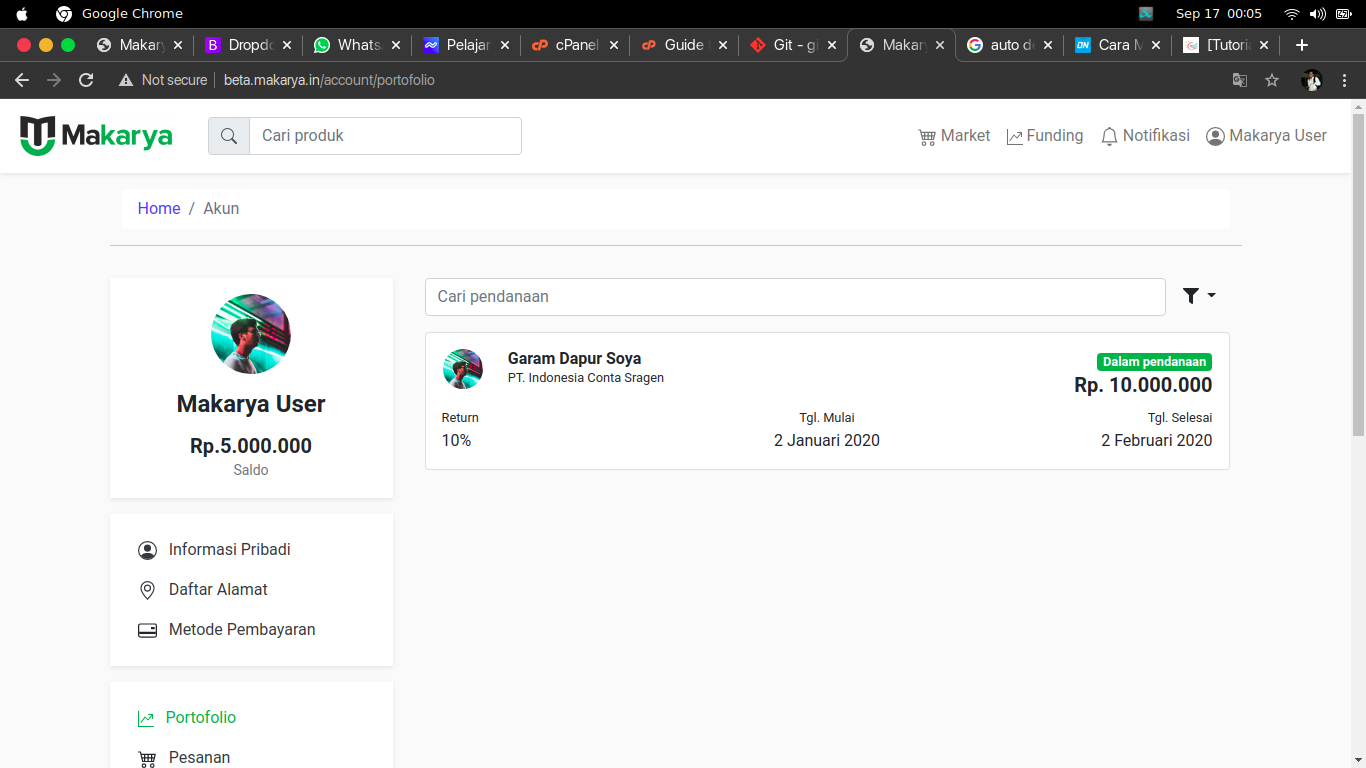 Google Chrome
Sep 17 00:05
Makar
Dropd
Whats
Pelajar
cPanel
Guide
Git - gi
Makar
auto de
Cara M
[Tutori
Not secure
beta.makarya.in/account/portofolio
Makarya
Cari produk
Market
Funding
Notifikasi
Makarya User
Home / Akun
Makarya User
Rp.5.000.000
Saldo
Informasi Pribadi
Daftar Alamat
Metode Pembayaran
Portofolio
Pesanan
Cari pendanaan
Garam Dapur Soya
PT. Indonesia Conta Sragen
Dalam pendanaan
Rp. 10.000.000
Return
10%
Tgl. Mulai
2 Januari 2020
Tgl. Selesai
2 Februari 2020